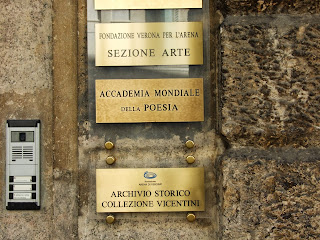 FONDAZIONE VERONA PER L'ARENA
SEZIONE ARTE
ACCADEMIA MONDIALE
DELLA POESIA
ARCHIVIO STORICO
COLLEZIONE VICENTINI